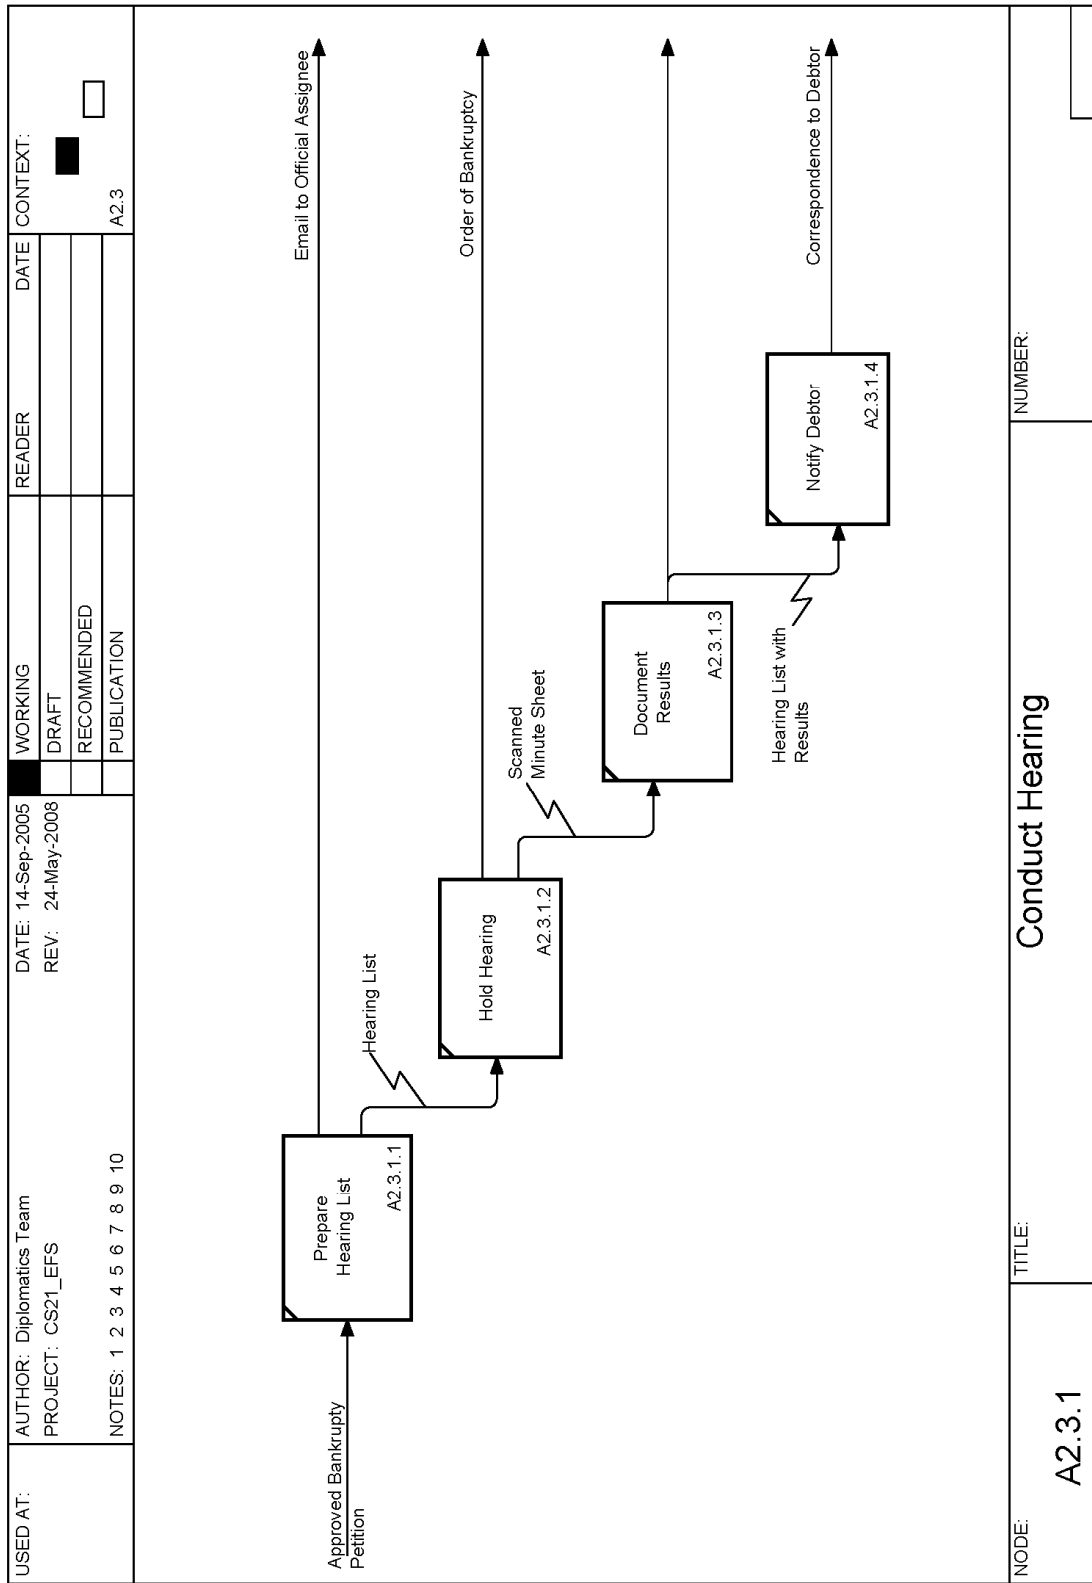 USED AT:
AUTHOR: Diplomatics Team
PROJECT: CS21_EFS
NOTES: 1 2 3 4 5 6 7 8 9 10
DATE: 14-Sep-2005
REV: 24-May-2008
WORKING
DRAFT
RECOMMENDED
PUBLICATION
READER
DATE
CONTEXT:
A2.3
Approved Bankrupty
Petition
Prepare
Hearing List
A2.3.1.1
Email to Official Assignee
Hearing List
Hold Hearing
A2.3.1.2
Order of Bankruptcy
Scanned
Minute Sheet
Document
Results
A2.3.1.3
Hearing List with
Results
Notify Debtor
A2.3.1.4
Correspondence to Debtor
NODE:
A2.3.1
TITLE:
Conduct Hearing
NUMBER: